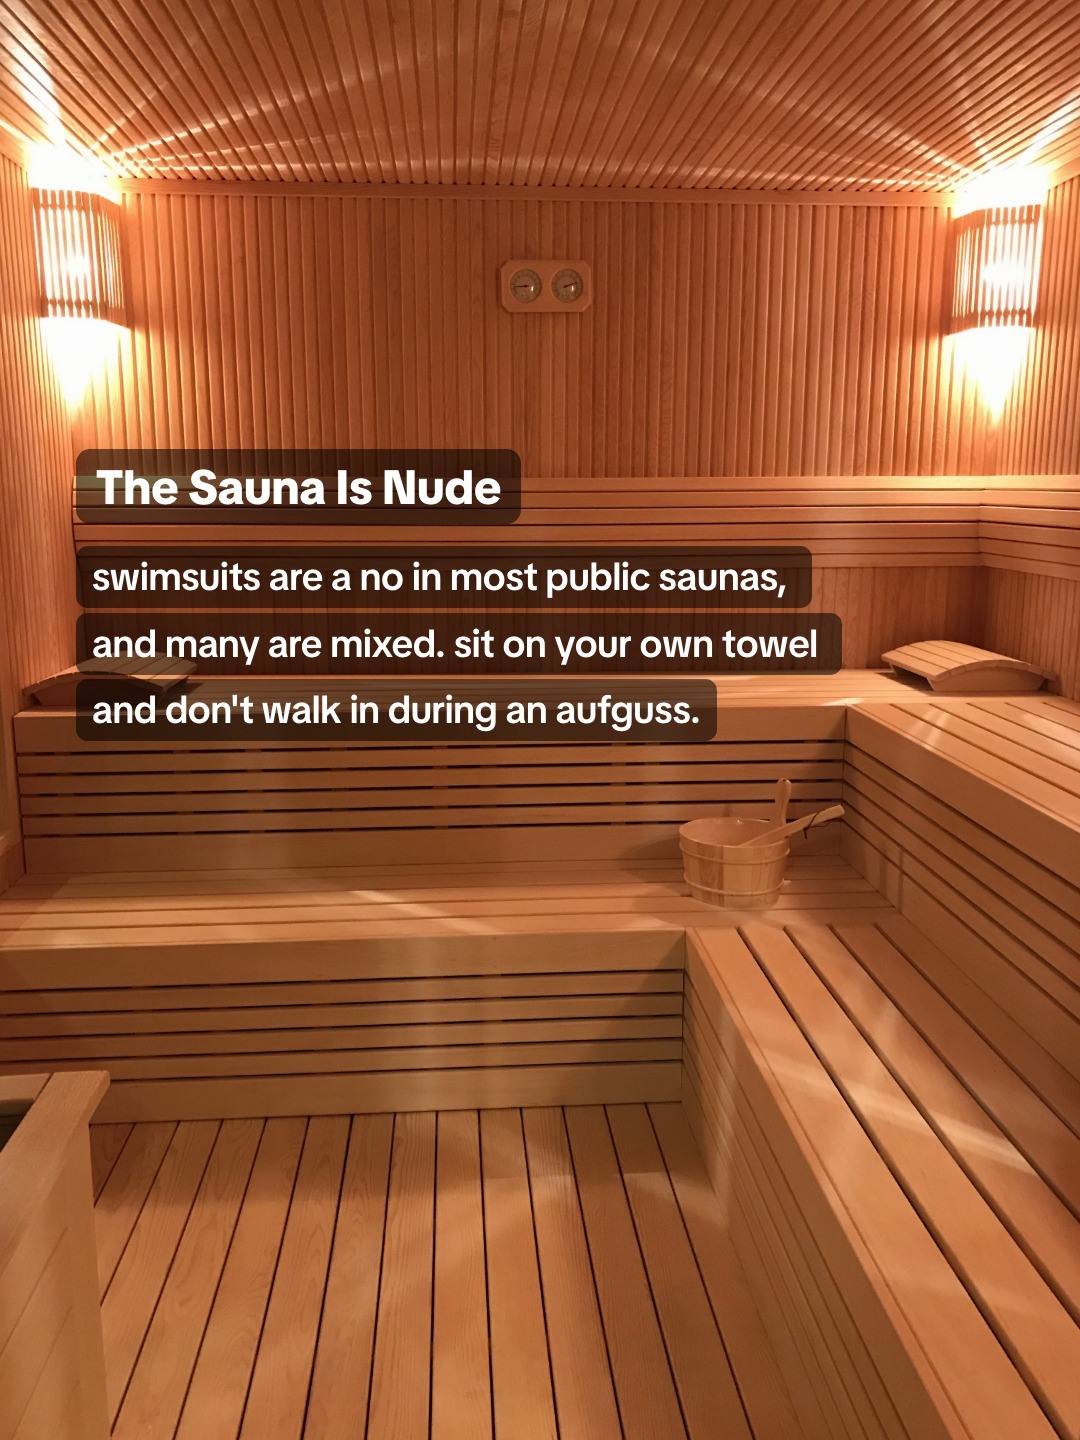 The Sauna Is Nude
swimsuits are a no in most public saunas,
and many are mixed. sit on your own towel
and don't walk in during an aufguss.